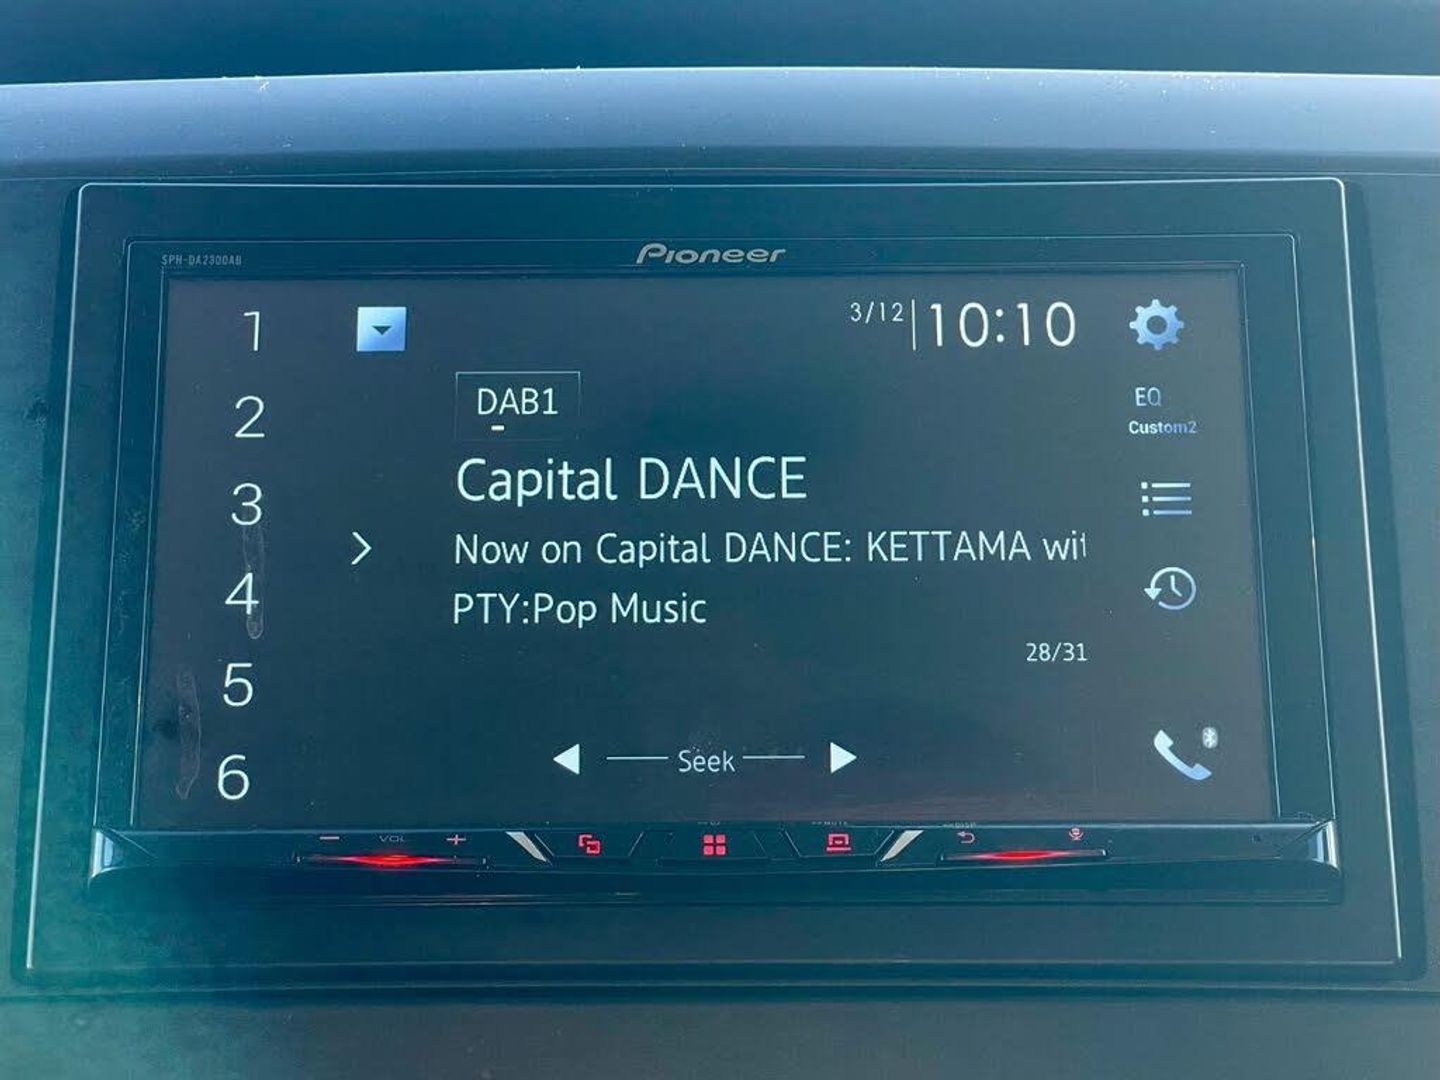 SPH-DA230DAB
Pioneer
1
3/12
10:10
DAB1
EQ
Custom2
2
Capital DANCE
3
Now on Capital DANCE: KETTAMA wit
4
PTY:Pop Music
28/31
5
Seek
6
VOL